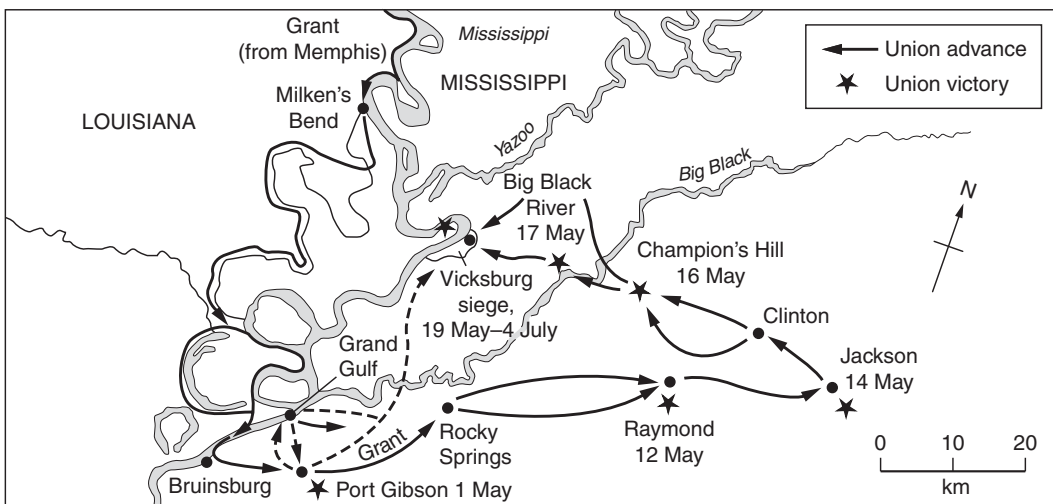 Grant
(from Memphis)
Mississippi
Union advance
Union victory
MISSISSIPPI
Milken's
Bend
LOUISIANA
Yazoo
Big Black
Big Black
River
17 May
N
Champion's Hill
16 May
Vicksburg
siege,
19 May–4 July
Clinton
Grand
Gulf
Jackson
14 May
Grant
Rocky
Springs
Raymond
12 May
0 10 20
km
Bruinsburg
Port Gibson 1 May